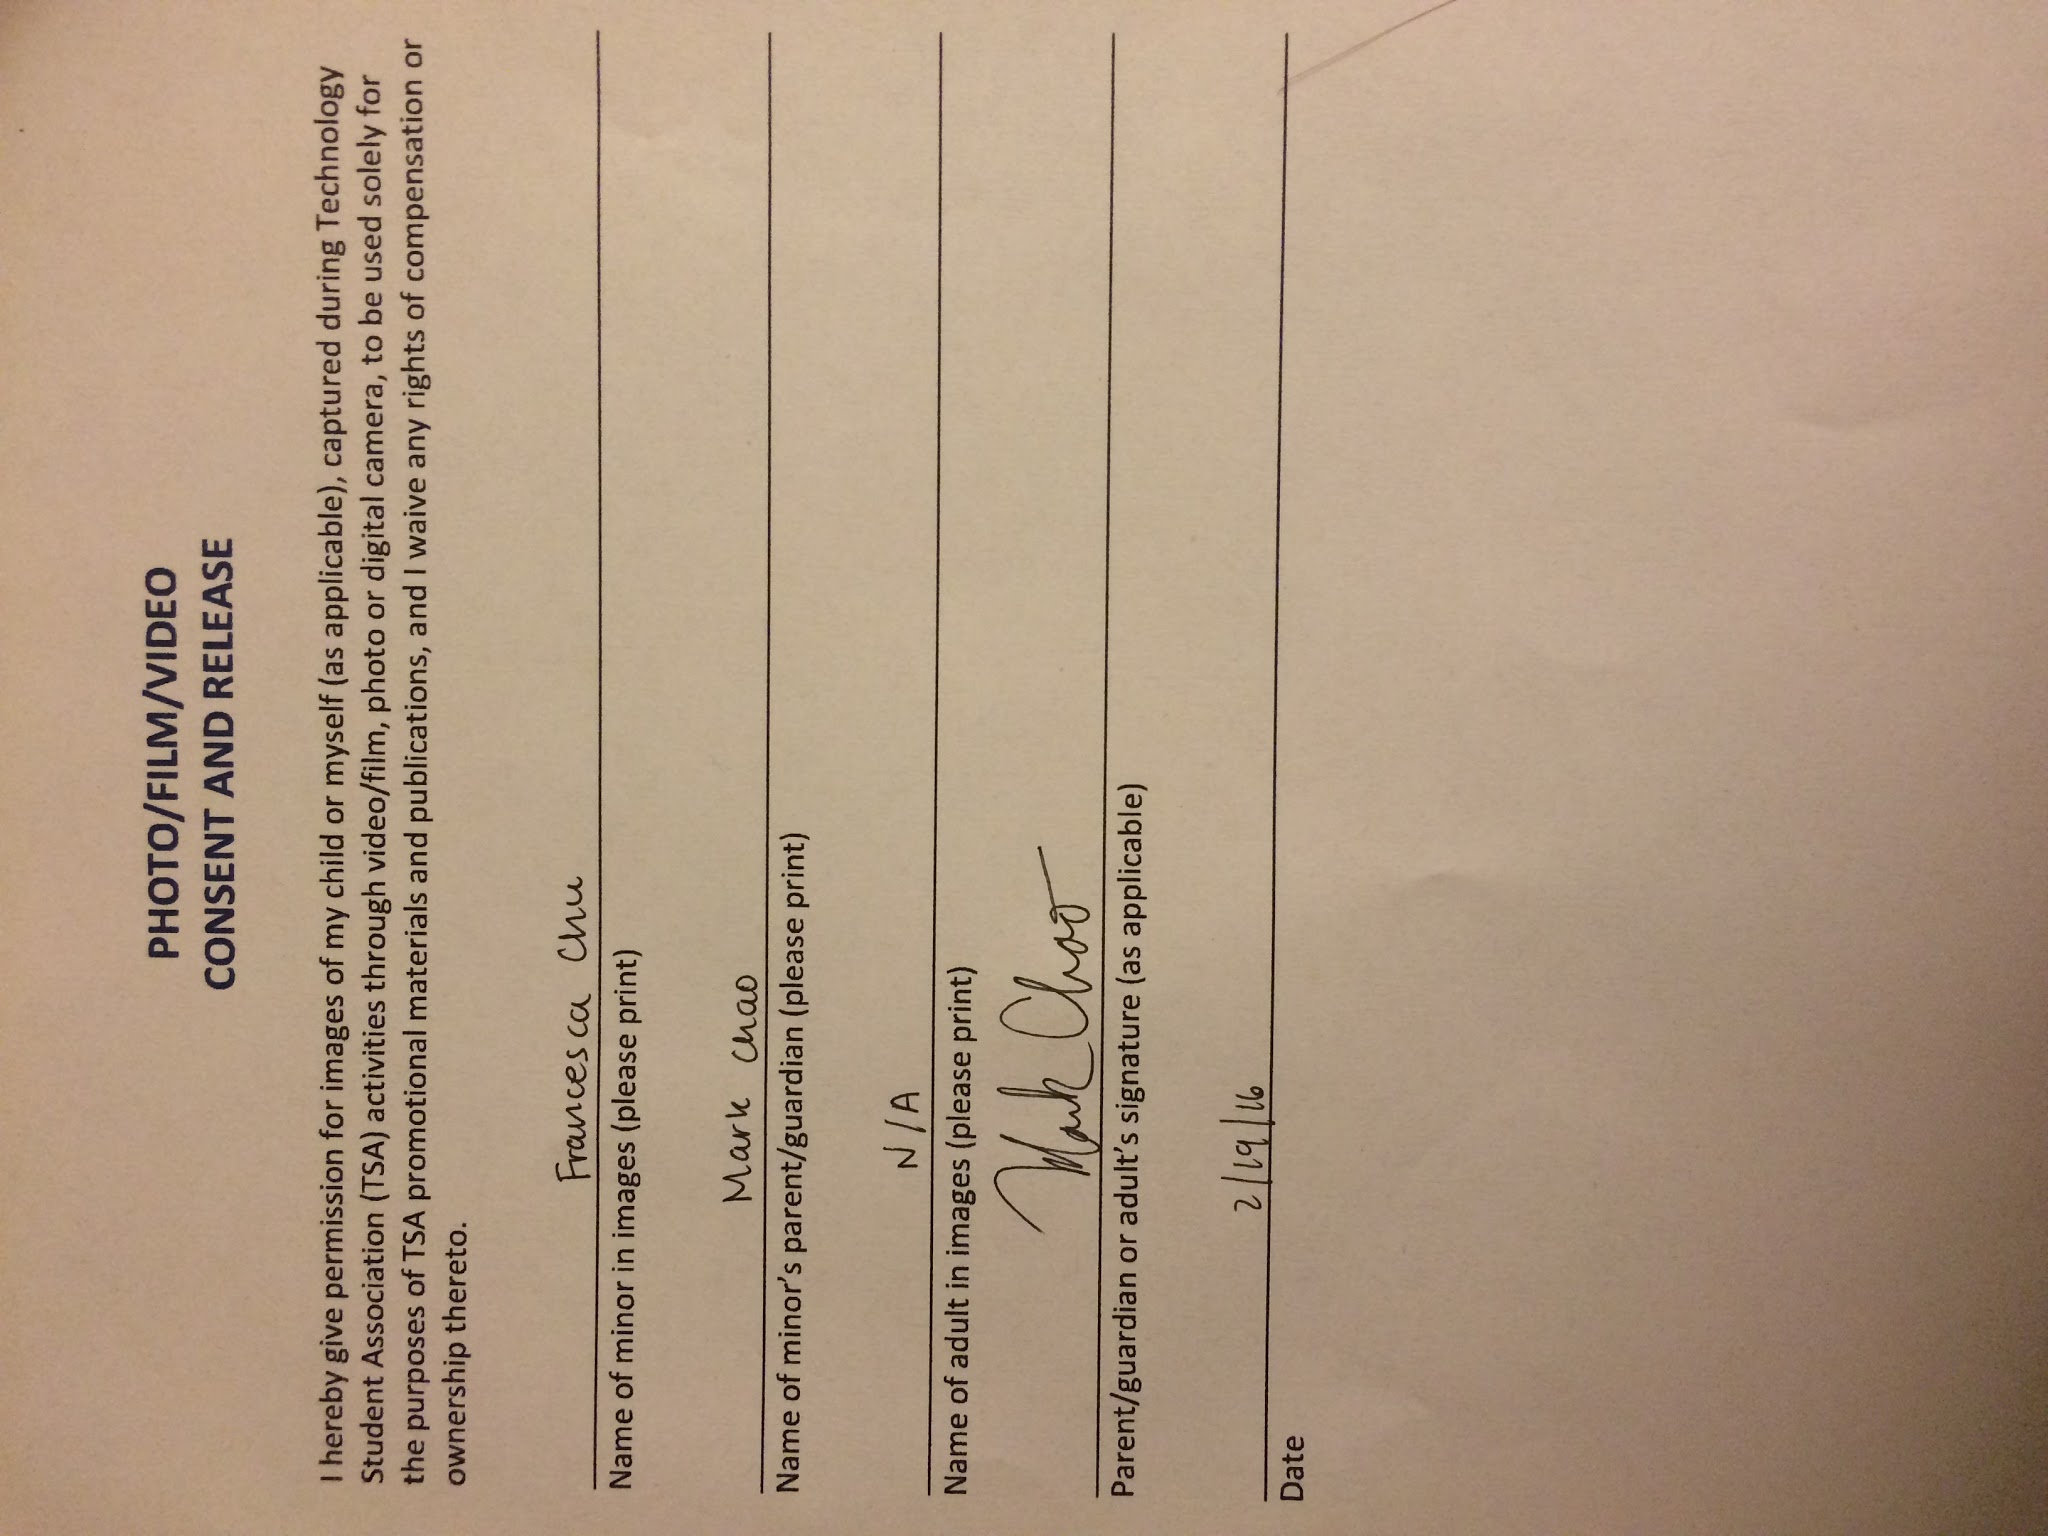 PHOTO/FILM/VIDEO
CONSENT AND RELEASE
I hereby give permission for images of my child or myself (as applicable), captured during Technology
Student Association (TSA) activities through video/film, photo or digital camera, to be used solely for
the purposes of TSA promotional materials and publications, and I waive any rights of compensation or
ownership thereto.
Francesca Chu
Name of minor in images (please print)
Mark Chao
Name of minor's parent/guardian (please print)
N/A
Name of adult in images (please print)
Mark Chao
Parent/guardian or adult's signature (as applicable)
2/19/16
Date